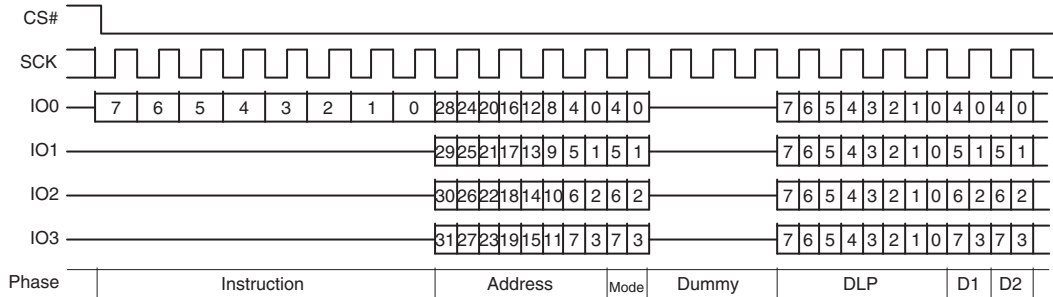 CS#
SCK
IO0 7 6 5 4 3 2 1 0 28 24 20 16 12 8 4 0 4 0 7 6 5 4 3 2 1 0 4 0 4 0
IO1 29 25 21 17 13 9 5 1 5 1 7 6 5 4 3 2 1 0 5 1 5 1
IO2 30 26 22 18 14 10 6 2 6 2 7 6 5 4 3 2 1 0 6 2 6 2
IO3 31 27 23 19 15 11 7 3 7 3 7 6 5 4 3 2 1 0 7 3 7 3
Phase Instruction Address Mode Dummy DLP D1 D2